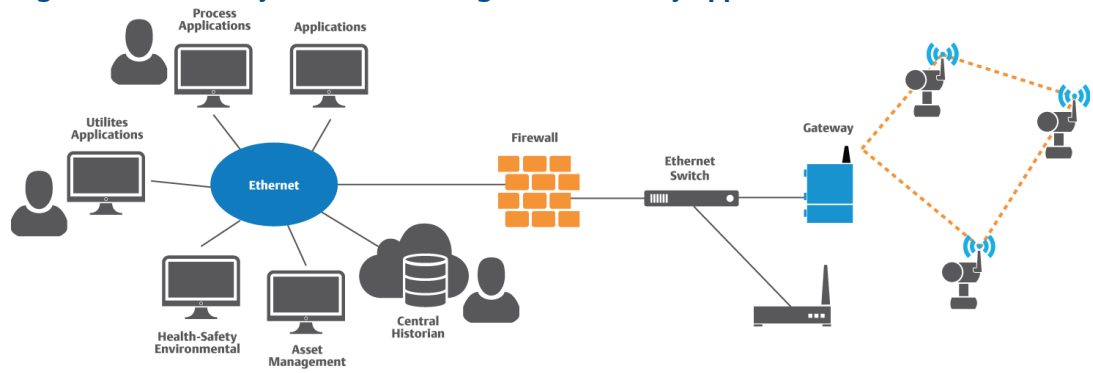 Process
Applications
Applications
Utilites
Applications
Ethernet
Firewall
Ethernet
Switch
Gateway
Health-Safety
Environmental
Asset
Management
Central
Historian